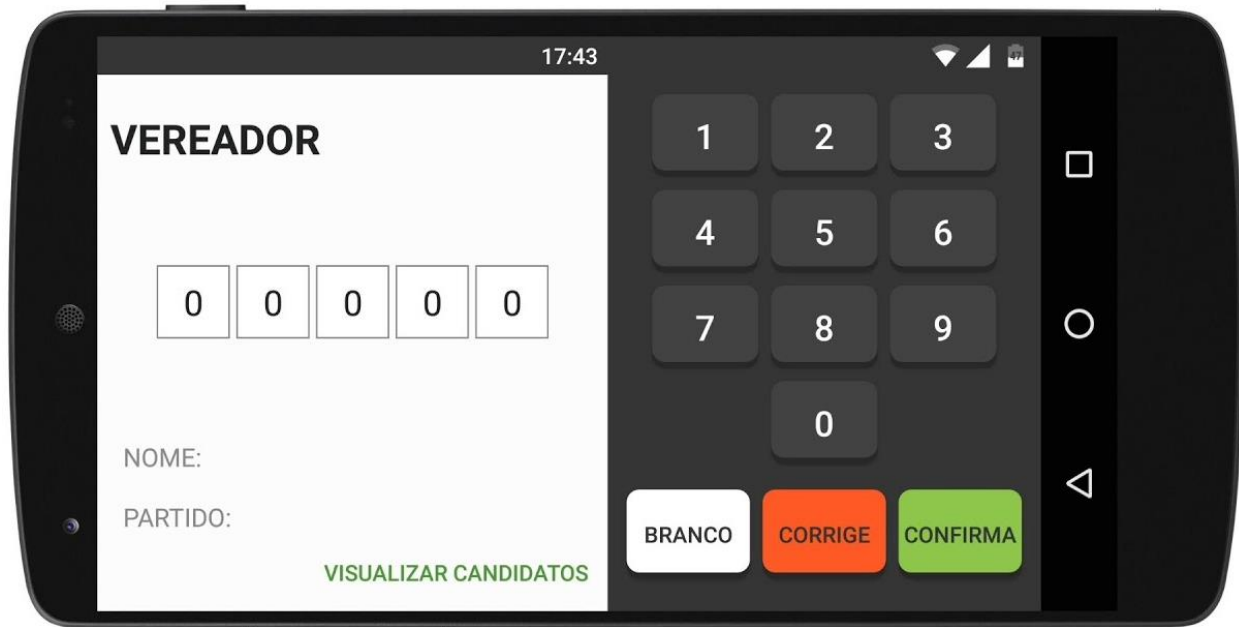 17:43
47
VEREADOR
0 0 0 0 0
NOME:
PARTIDO:
VISUALIZAR CANDIDATOS
1 2 3
4 5 6
7 8 9
0
BRANCO CORRIGE CONFIRMA